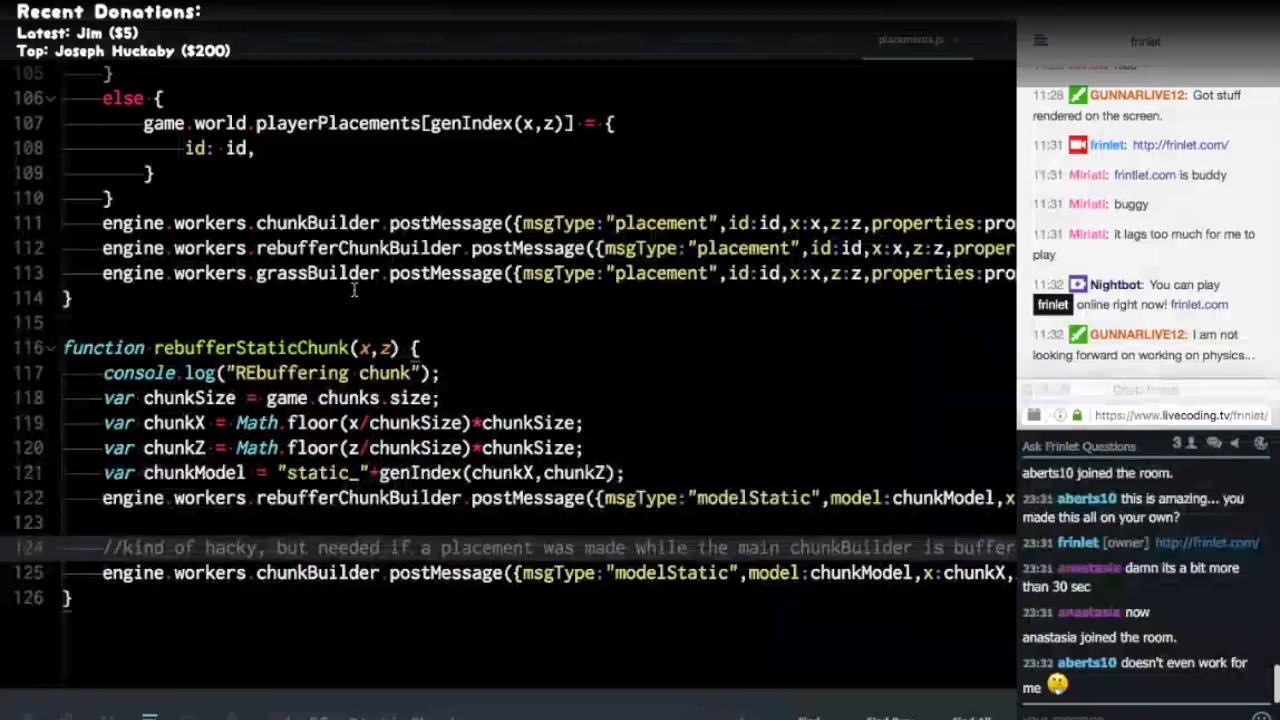 Recent Donations:
Latest: Jim ($5)
Top: Joseph Huckaby ($200)
placements.js
105 }
106 else {
107 game.world.playerPlacements[genIndex(x,z)] = {
108 id: id,
109 }
110 }
111 engine.workers.chunkBuilder.postMessage({msgType:"placement",id:id,x:x,z:z,properties:pro
112 engine.workers.rebufferChunkBuilder.postMessage({msgType:"placement",id:id,x:x,z:z,proper
113 engine.workers.grassBuilder.postMessage({msgType:"placement",id:id,x:x,z:z,properties:pro
114 }
115
116 function rebufferStaticChunk(x,z) {
117 console.log("REbuffering chunk");
118 var chunkSize = game.chunks.size;
119 var chunkX = Math.floor(x/chunkSize)*chunkSize;
120 var chunkZ = Math.floor(z/chunkSize)*chunkSize;
121 var chunkModel = "static_"+genIndex(chunkX,chunkZ);
122 engine.workers.rebufferChunkBuilder.postMessage({msgType:"modelStatic",model:chunkModel,x
123
124 //kind of hacky, but needed if a placement was made while the main chunkBuilder is buffer
125 engine.workers.chunkBuilder.postMessage({msgType:"modelStatic",model:chunkModel,x:chunkX,
126 }
frinlet
11:28 GUNNARLIVE12: Got stuff
rendered on the screen.
11:31 frinlet: http://frinlet.com/
11:31 Miriati: frintlet.com is buddy
11:31 Miriati: buggy
11:31 Miriati: it lags too much for me to
play
11:32 Nightbot: You can play
frinlet online right now! frinlet.com
11:32 GUNNARLIVE12: I am not
looking forward on working on physics...
Chat: frinlet
https://www.livecoding.tv/frinlet/
Ask Frinlet Questions 3
aberts10 joined the room.
23:31 aberts10 this is amazing... you
made this all on your own?
23:31 frinlet [owner] http://frinlet.com/
23:31 anastasia damn its a bit more
than 30 sec
23:31 anastasia now
anastasia joined the room.
23:32 aberts10 doesn't even work for
me